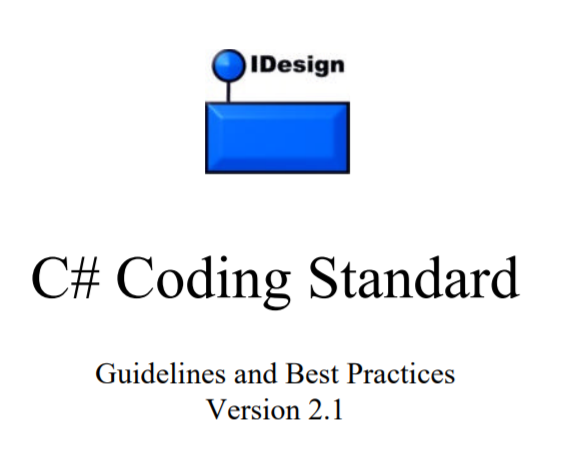 IDesign
C# Coding Standard
Guidelines and Best Practices
Version 2.1